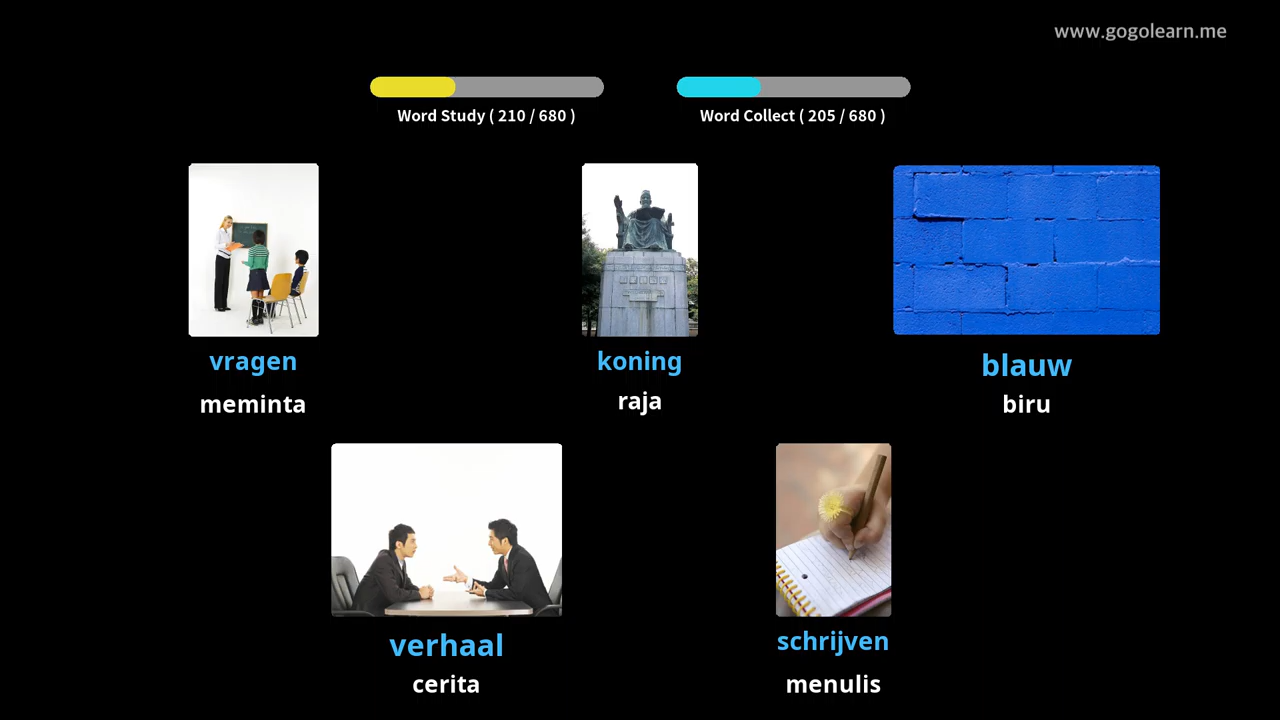 www.gogolearn.me
Word Study ( 210 / 680 )
Word Collect ( 205 / 680 )
vragen
meminta
koning
raja
blauw
biru
verhaal
cerita
schrijven
menulis